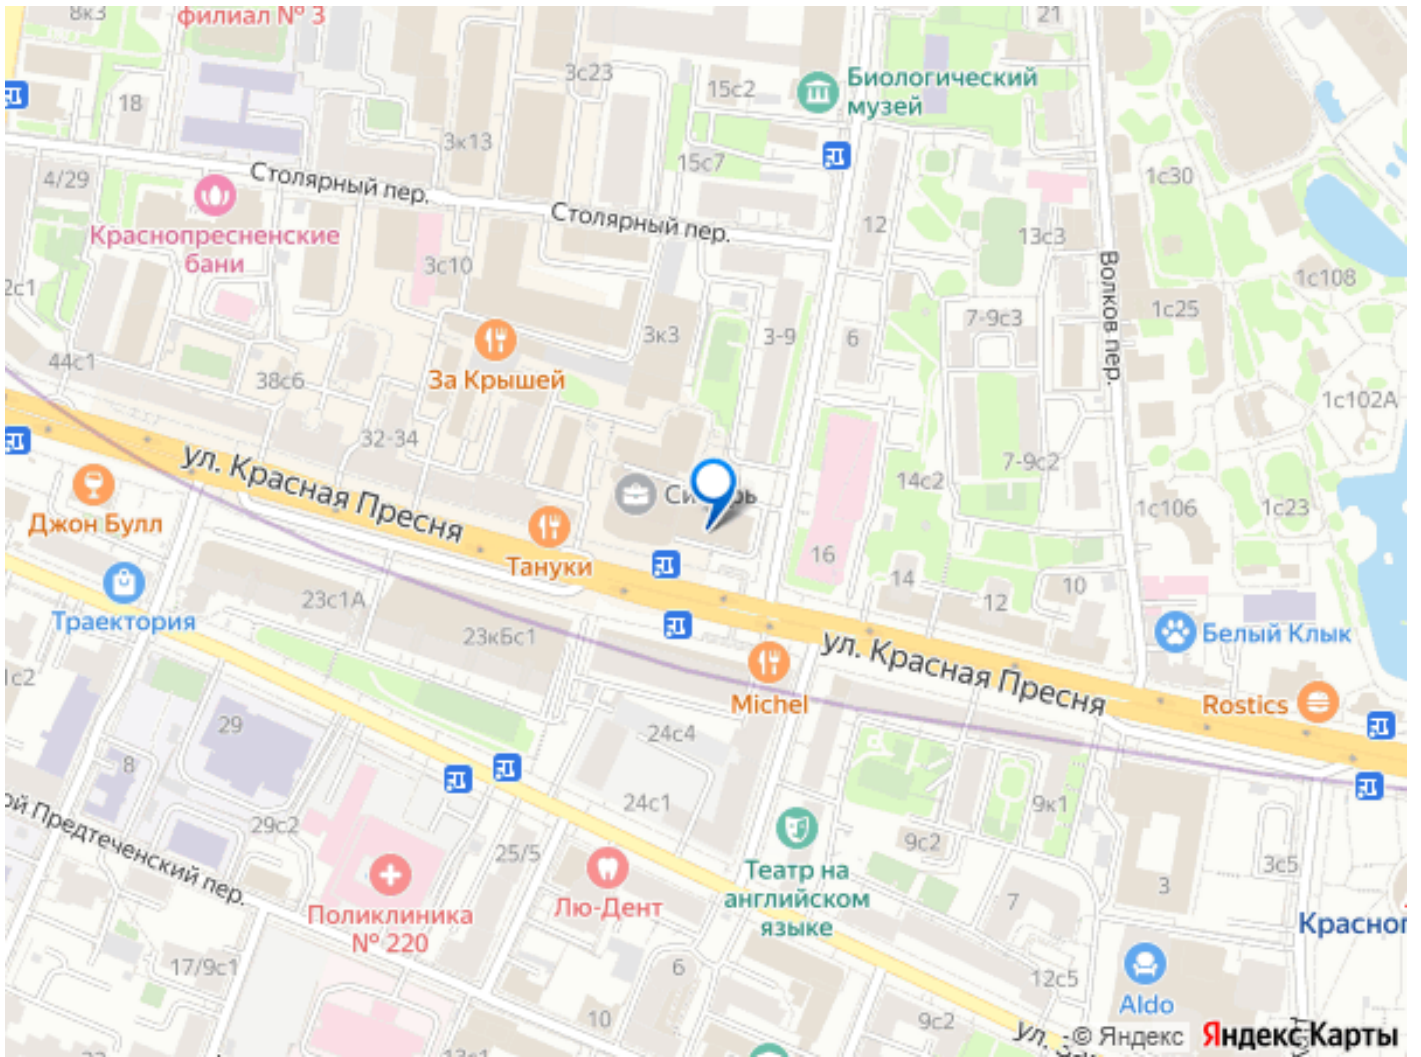 8к3
филиал № 3
21
3с23
15с2
Биологический
музей
18
3к13
15с7
4/29
Столярный пер.
1с30
Столярный пер.
12
13с3
Краснопресненские
бани
3с10
Волков пер.
1с108
2с1
1с25
7-9с3
3к3
3-9
6
44с1
За Крышей
38с6
1с102А
32-34
ул. Красная Пресня
7-9с2
14с2
1с106
1с23
Джон Булл
Тануки
16
14
10
12
23с1А
Траектория
23кБс1
Белый Клык
ул. Красная Пресня
1с2
Michel
Rostics
29
24с4
8
24с1
9к1
29с2
9с2
25/5
3с5
Предтеченский пер.
Театр на
английском
языке
3
7
Поликлиника
№ 220
Лю-Дент
17/9с1
6
12с5
Aldo
10
9с2
ул.
© Яндекс
Яндекс Карты